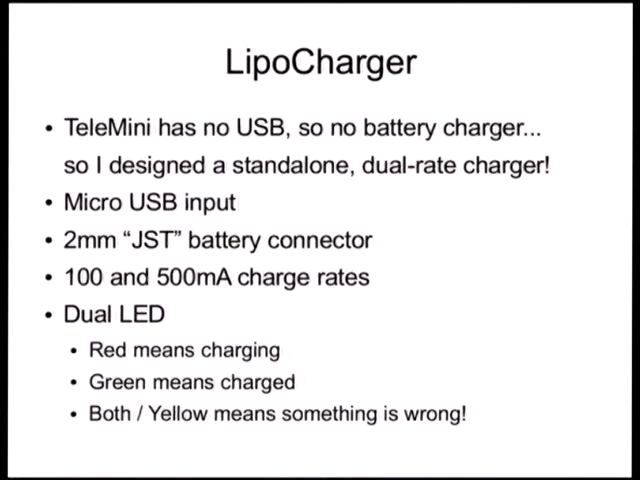 LipoCharger
• TeleMini has no USB, so no battery charger...
so I designed a standalone, dual-rate charger!
• Micro USB input
• 2mm “JST” battery connector
• 100 and 500mA charge rates
• Dual LED
• Red means charging
• Green means charged
• Both / Yellow means something is wrong!